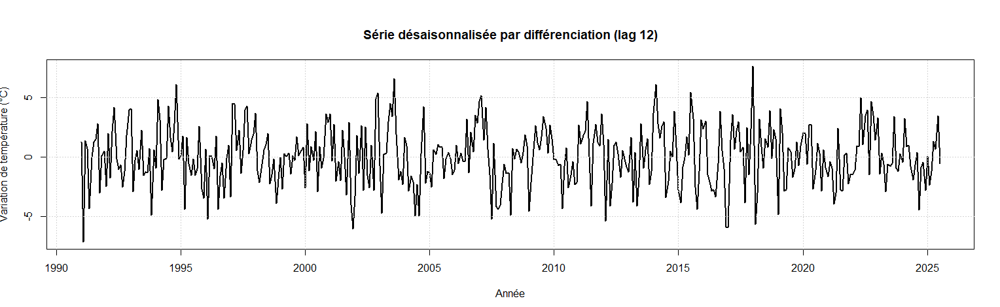 Série désaisonnalisée par différenciation (lag 12)
Variation de température (°C)
5
0
-5
1990 1995 2000 2005 2010 2015 2020 2025
Année